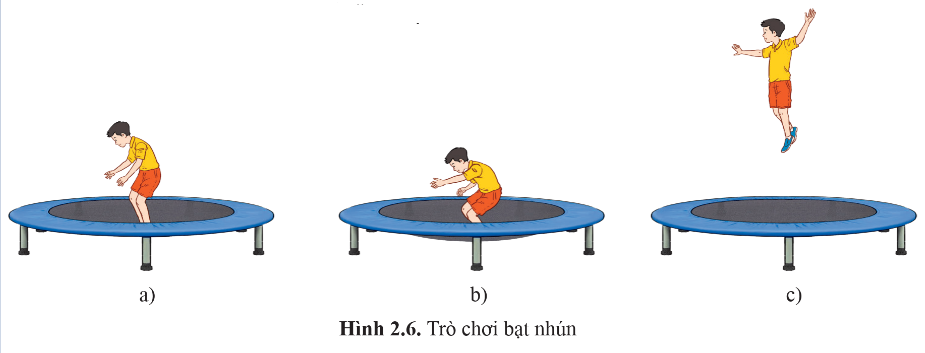 a)
b)
c)
Hình 2.6. Trò chơi bạt nhún